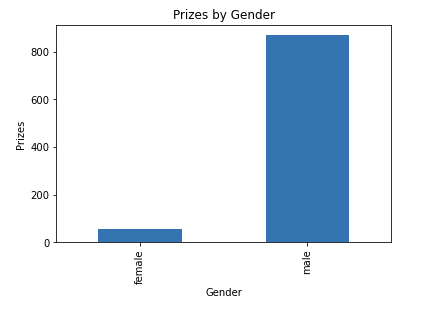 Prizes by Gender
800
600
400
200
0
Prizes
female
male
Gender